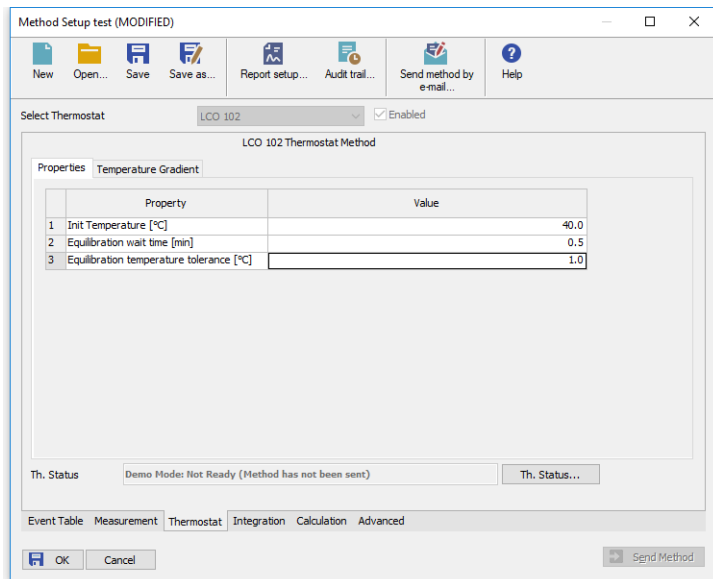 Method Setup test (MODIFIED)
New Open... Save Save as... Report setup... Audit trail... Send method by e-mail... Help
Select Thermostat LCO 102 Enabled
LCO 102 Thermostat Method
Properties Temperature Gradient
Property Value
1 Init Temperature [°C] 40.0
2 Equilibration wait time [min] 0.5
3 Equilibration temperature tolerance [°C] 1.0
Th. Status Demo Mode: Not Ready (Method has not been sent) Th. Status...
Event Table Measurement Thermostat Integration Calculation Advanced
OK Cancel Send Method